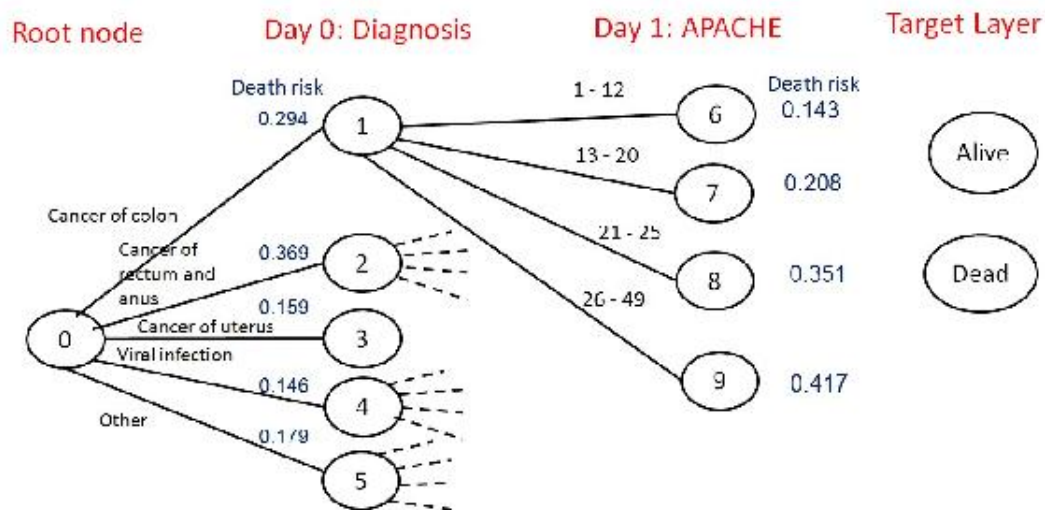 Root node
Day 0: Diagnosis
Day 1: APACHE
Target Layer
Death risk
0.294
1
Cancer of colon
0.369
Cancer of
rectum and
anus
2
0.159
0
Cancer of uterus
3
Viral infection
0.146
4
Other
0.179
5
1 - 12
6
Death risk
0.143
13 - 20
7
0.208
21 - 25
8
0.351
26 - 49
9
0.417
Alive
Dead